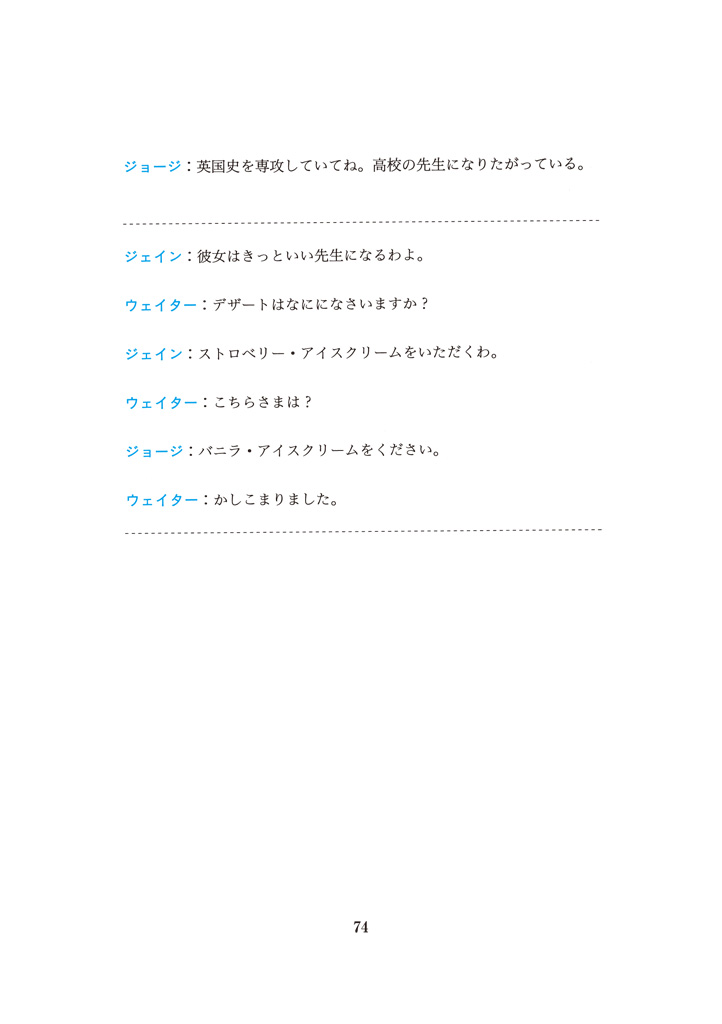 ジョージ：英国史を専攻していてね。高校の先生になりたがっている。
ジェイン：彼女はきっといい先生になるわよ。
ウェイター：デザートはなにになさいますか？
ジェイン：ストロベリー・アイスクリームをいただくわ。
ウェイター：こちらさまは？
ジョージ：バニラ・アイスクリームをください。
ウェイター：かしこまりました。
74